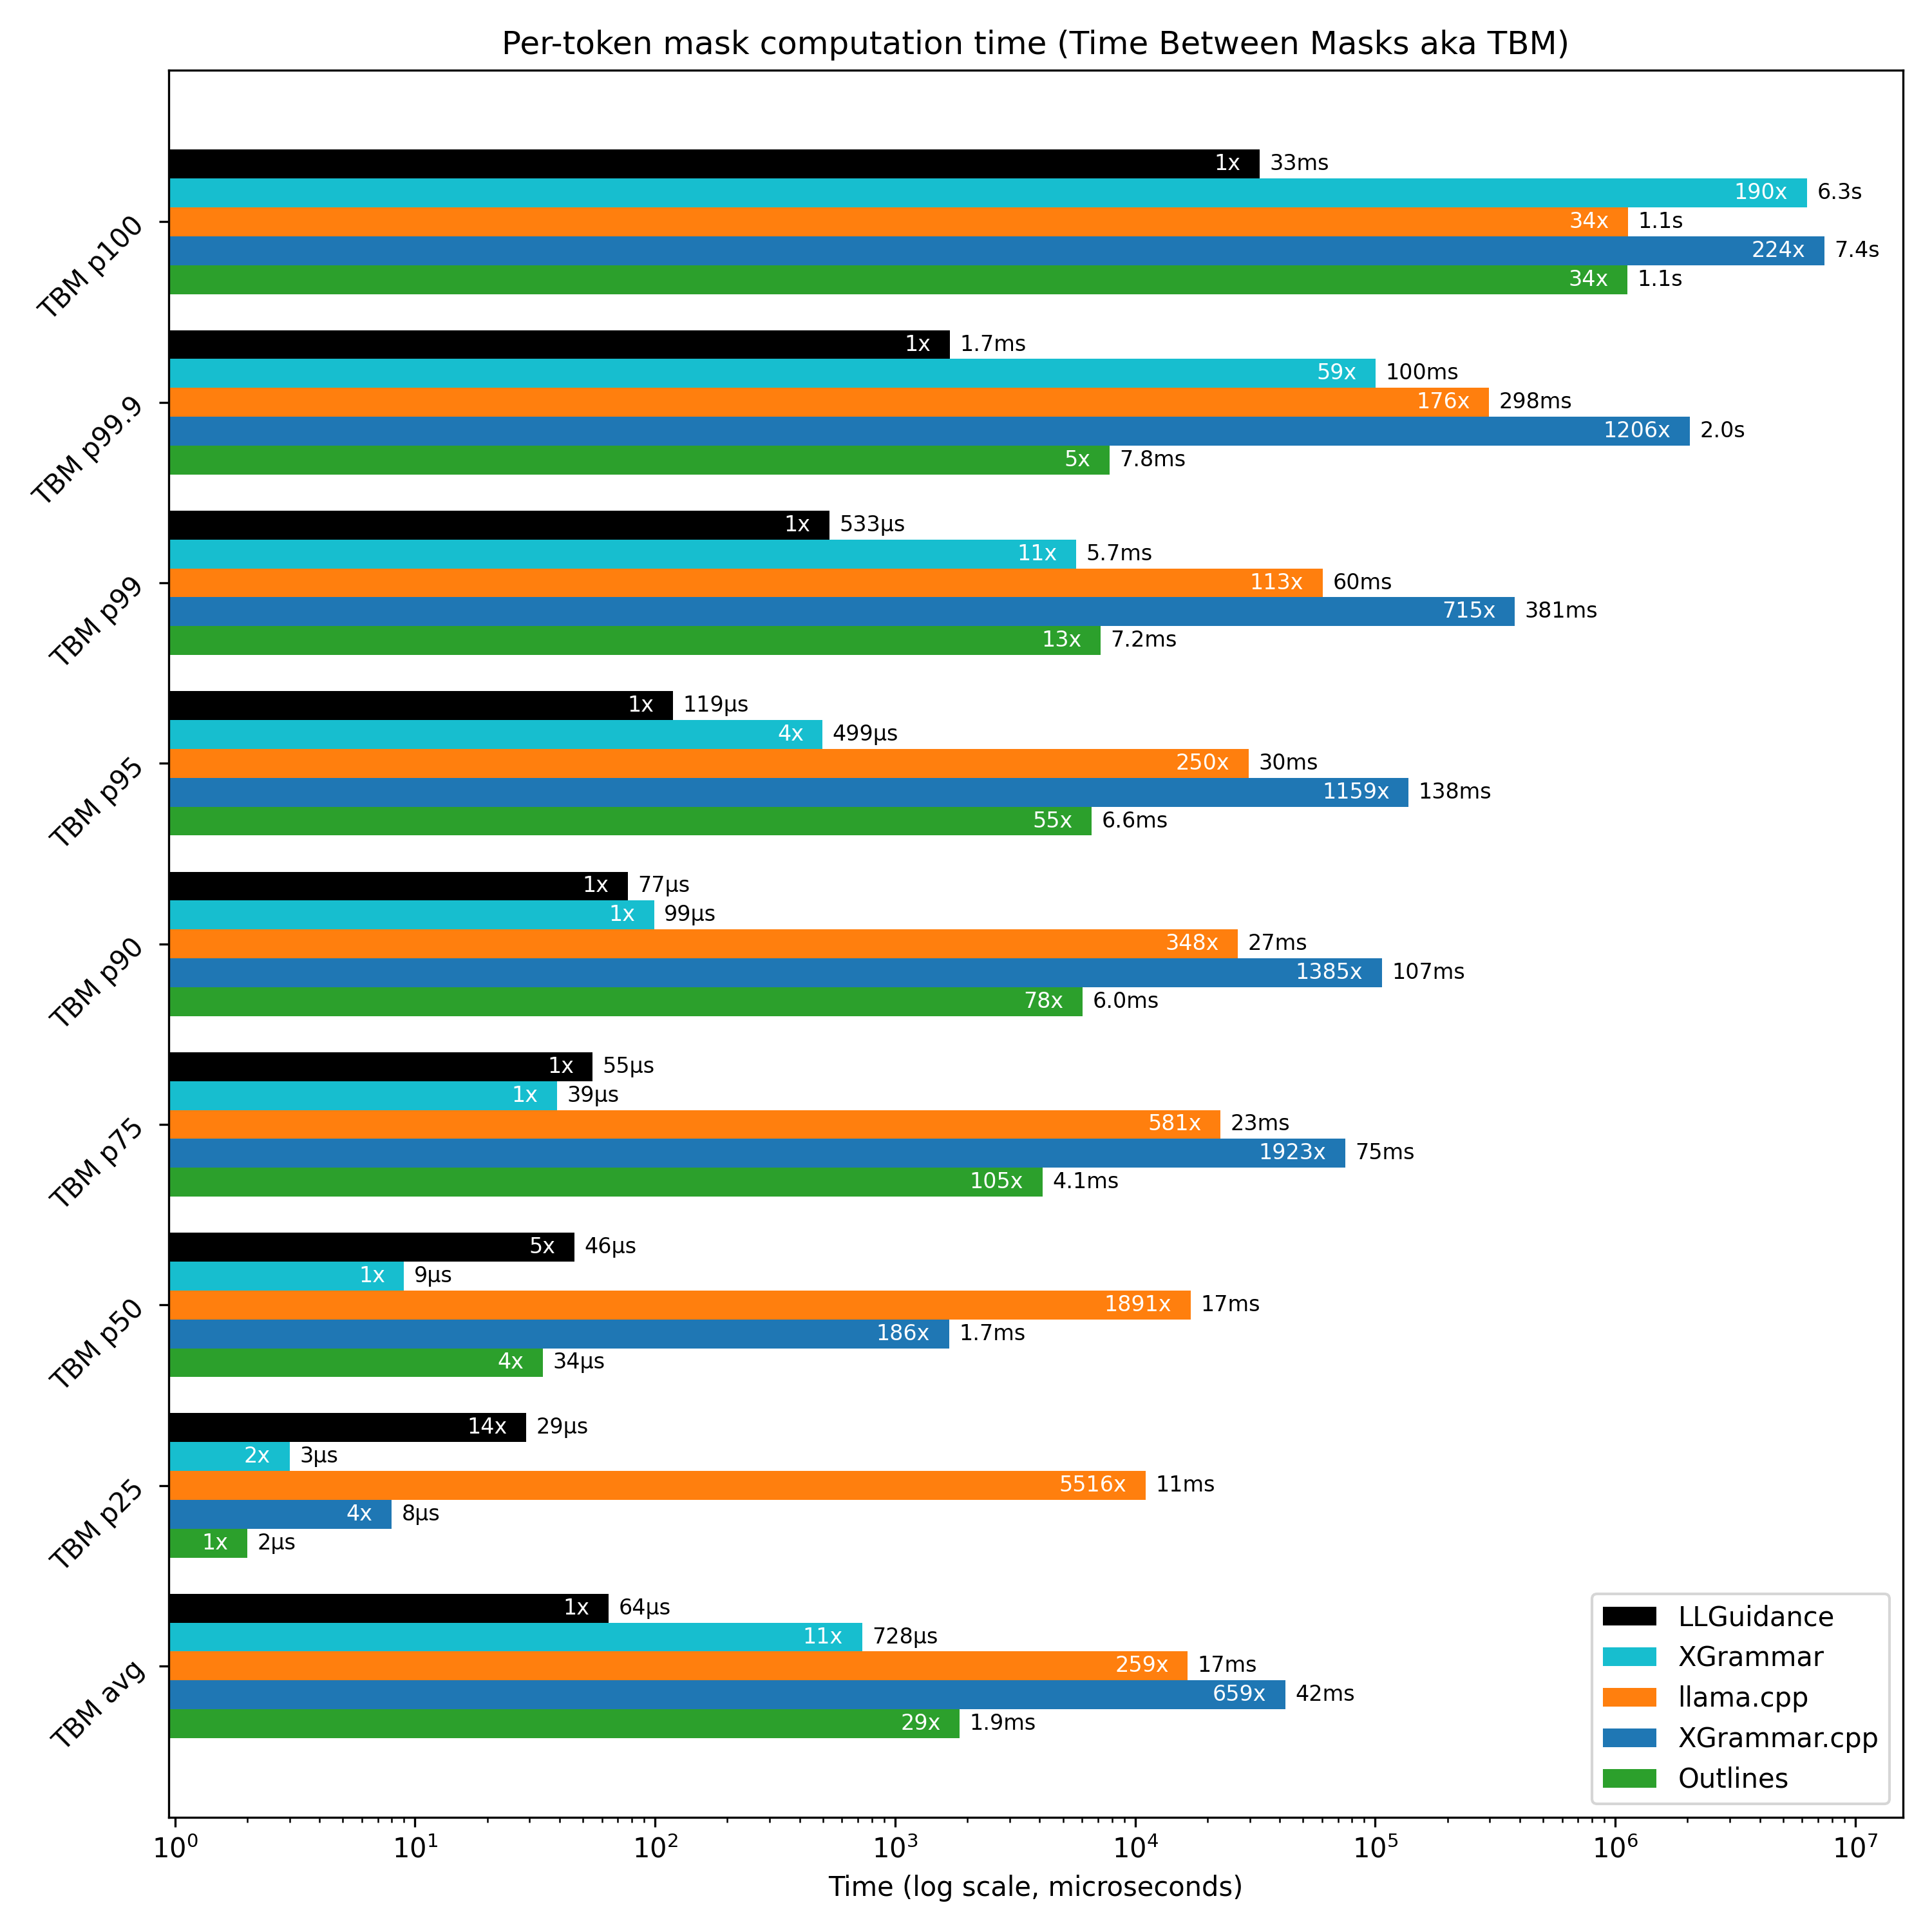 Per-token mask computation time (Time Between Masks aka TBM)
TBM p100
1x 33ms
190x 6.3s
34x 1.1s
224x 7.4s
34x 1.1s
TBM p99.9
1x 1.7ms
59x 100ms
176x 298ms
1206x 2.0s
5x 7.8ms
TBM p99
1x 533µs
11x 5.7ms
113x 60ms
715x 381ms
13x 7.2ms
TBM p95
1x 119µs
4x 499µs
250x 30ms
1159x 138ms
55x 6.6ms
TBM p90
1x 77µs
1x 99µs
348x 27ms
1385x 107ms
78x 6.0ms
TBM p75
1x 55µs
1x 39µs
581x 23ms
1923x 75ms
105x 4.1ms
TBM p50
5x 46µs
1x 9µs
1891x 17ms
186x 1.7ms
4x 34µs
TBM p25
14x 29µs
2x 3µs
5516x 11ms
4x 8µs
1x 2µs
TBM avg
1x 64µs
11x 728µs
259x 17ms
659x 42ms
29x 1.9ms
LLGuidance
XGrammar
llama.cpp
XGrammar.cpp
Outlines
10⁰ 10¹ 10² 10³ 10⁴ 10⁵ 10⁶ 10⁷
Time (log scale, microseconds)